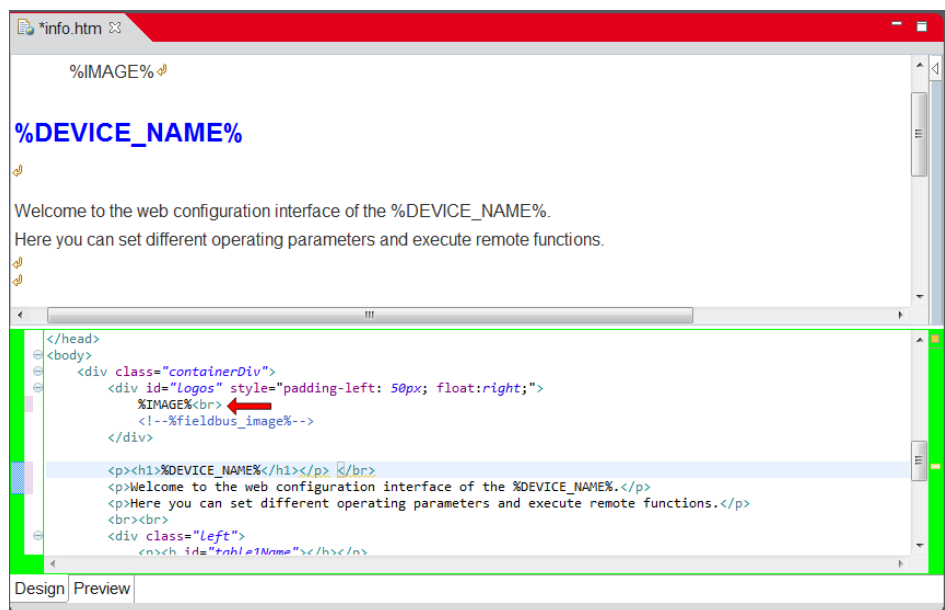 *info.htm
%IMAGE%
%DEVICE_NAME%
Welcome to the web configuration interface of the %DEVICE_NAME%.
Here you can set different operating parameters and execute remote functions.
</head>
<body>
<div class="containerDiv">
<div id="logos" style="padding-left: 50px; float:right;">
%IMAGE%<br>
<!--%fieldbus_image%-->
</div>
<p><h1>%DEVICE_NAME%</h1></p> </br>
<p>Welcome to the web configuration interface of the %DEVICE_NAME%.</p>
<p>Here you can set different operating parameters and execute remote functions.</p>
<br><br>
<div class="left">
<p><b id="table1Name"></b></p>
Design Preview